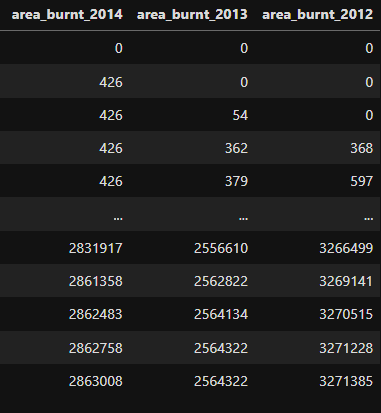 area_burnt_2014 area_burnt_2013 area_burnt_2012
0 0 0
426 0 0
426 54 0
426 362 368
426 379 597
... ... ...
2831917 2556610 3266499
2861358 2562822 3269141
2862483 2564134 3270515
2862758 2564322 3271228
2863008 2564322 3271385